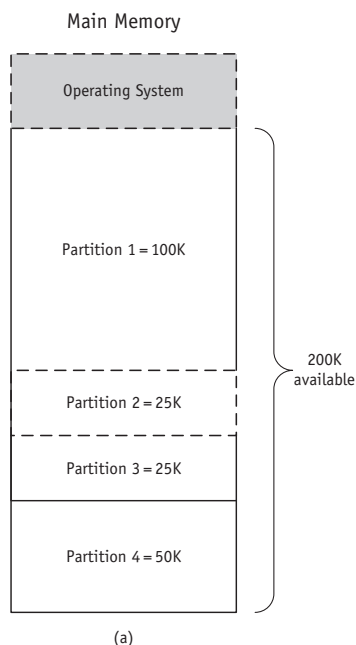 Main Memory
Operating System
Partition 1 = 100K
200K
available
Partition 2 = 25K
Partition 3 = 25K
Partition 4 = 50K
(a)